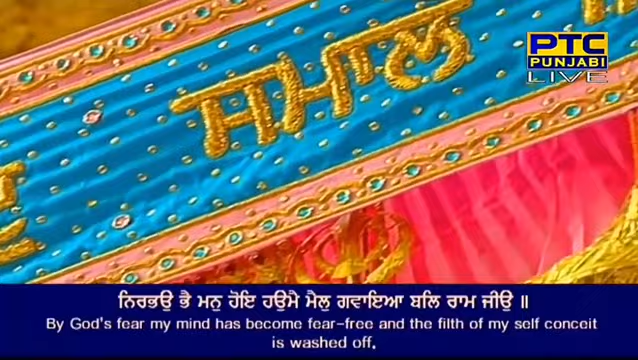 PTC
PUNJABI
LIVE
ਸਮਾਲ
ਨਿਰਭਉ ਭੈ ਮਨੁ ਹੋਇ ਹਉਮੈ ਮੈਲੁ ਗਵਾਇਆ ਬਲਿ ਰਾਮ ਜੀਉ ॥
By God's fear my mind has become fear-free and the filth of my self conceit
is washed off.